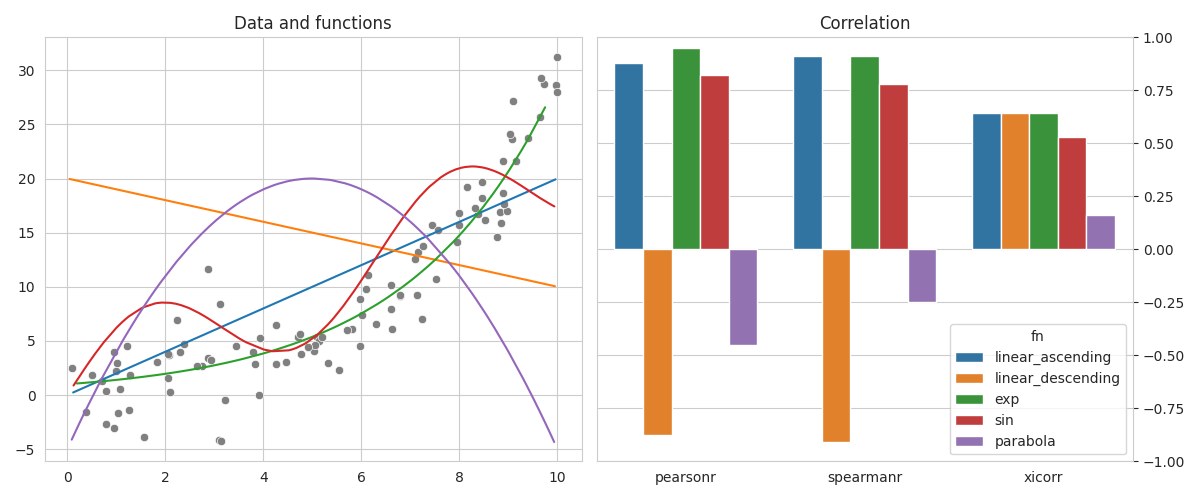 Data and functions
30
25
20
15
10
5
0
−5
0 2 4 6 8 10
Correlation
1.00
0.75
0.50
0.25
0.00
−0.25
−0.50
−0.75
−1.00
fn
linear_ascending
linear_descending
exp
sin
parabola
pearsonr spearmanr xicorr